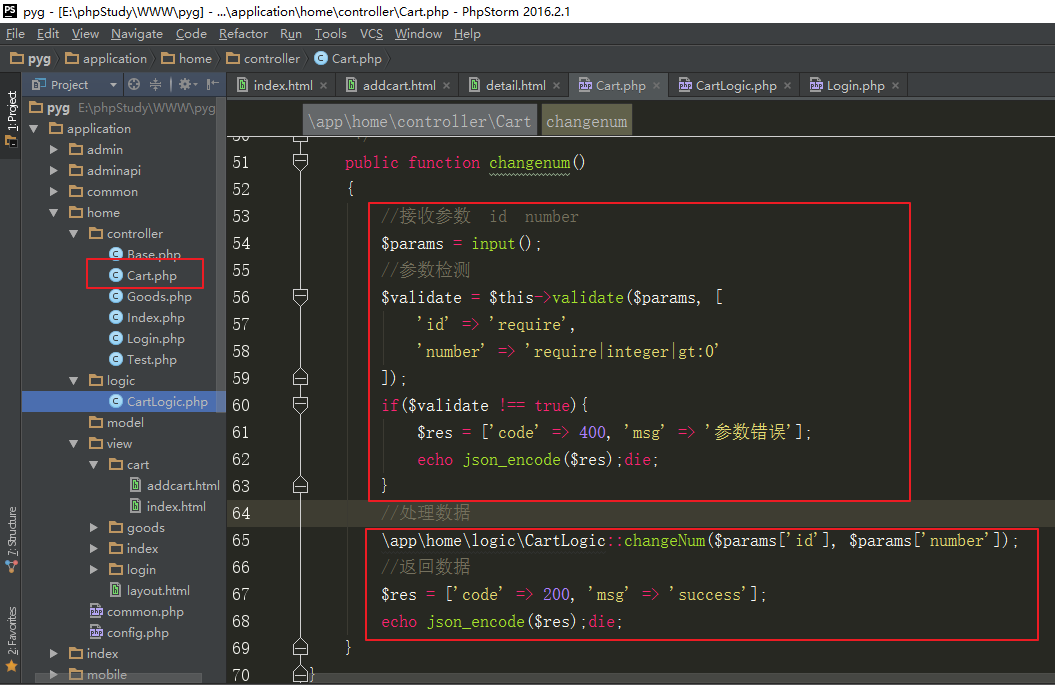 pyg - [E:\phpStudy\WWW\pyg] - ...\application\home\controller\Cart.php - PhpStorm 2016.2.1
File Edit View Navigate Code Refactor Run Tools VCS Window Help
pyg application home controller Cart.php
Project index.html addcart.html detail.html Cart.php CartLogic.php Login.php
1: Project
7: Structure
2: Favorites
pyg E:\phpStudy\WWW\pyg
application
admin
adminapi
common
home
controller
Base.php
Cart.php
Goods.php
Index.php
Login.php
Test.php
logic
CartLogic.php
model
view
cart
addcart.html
index.html
goods
index
login
layout.html
common.php
config.php
index
mobile
\app\home\controller\Cart changenum
51 public function changenum()
52 {
53 //接收参数 id number
54 $params = input();
55 //参数检测
56 $validate = $this->validate($params, [
57 'id' => 'require',
58 'number' => 'require|integer|gt:0'
59 ]);
60 if($validate !== true){
61 $res = ['code' => 400, 'msg' => '参数错误'];
62 echo json_encode($res);die;
63 }
64 //处理数据
65 \app\home\logic\CartLogic::changeNum($params['id'], $params['number']);
66 //返回数据
67 $res = ['code' => 200, 'msg' => 'success'];
68 echo json_encode($res);die;
69 }
70 }